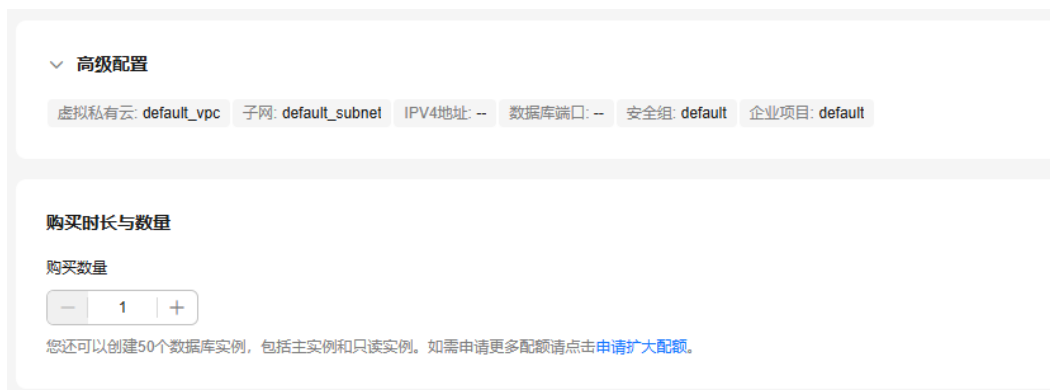 高级配置
虚拟私有云: default_vpc 子网: default_subnet IPV4地址: -- 数据库端口: -- 安全组: default 企业项目: default
购买时长与数量
购买数量
1
您还可以创建50个数据库实例，包括主实例和只读实例。如需申请更多配额请点击申请扩大配额。